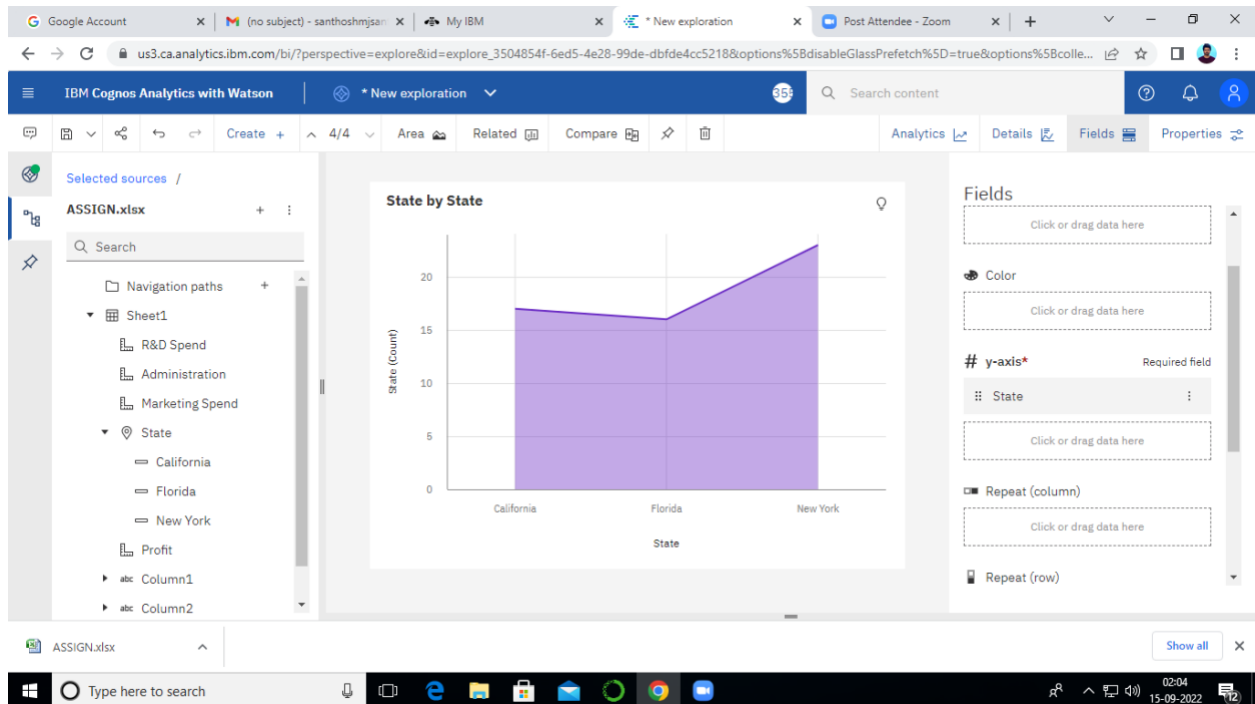 Google Account
(no subject) - santhoshmjsan
My IBM
* New exploration
Post Attendee - Zoom
us3.ca.analytics.ibm.com/bi/?perspective=explore&id=explore_3504854f-6ed5-4e28-99de-dbfde4cc5218&options%5BdisableGlassPrefetch%5D=true&options%5Bcolle...
IBM Cognos Analytics with Watson
* New exploration
Search content
Create +
4/4
Area
Related
Compare
Analytics
Details
Fields
Properties
Selected sources /
ASSIGN.xlsx
Search
Navigation paths
Sheet1
R&D Spend
Administration
Marketing Spend
State
California
Florida
New York
Profit
abc Column1
abc Column2
State by State
20
15
10
5
0
State (Count)
California
Florida
New York
State
Fields
Click or drag data here
Color
Click or drag data here
# y-axis*
Required field
State
Click or drag data here
Repeat (column)
Click or drag data here
Repeat (row)
ASSIGN.xlsx
Show all
Type here to search
02:04
15-09-2022
12